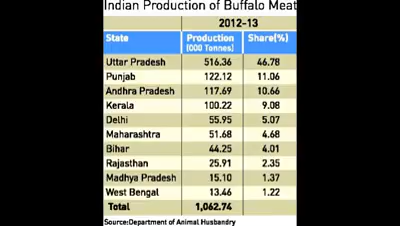 Indian Production of Buffalo Meat
2012-13
State Production (000 Tonnes) Share(%)
Uttar Pradesh 516.36 46.78
Punjab 122.12 11.06
Andhra Pradesh 117.69 10.66
Kerala 100.22 9.08
Delhi 55.95 5.07
Maharashtra 51.68 4.68
Bihar 44.25 4.01
Rajasthan 25.91 2.35
Madhya Pradesh 15.10 1.37
West Bengal 13.46 1.22
Total 1,062.74
Source:Department of Animal Husbandry